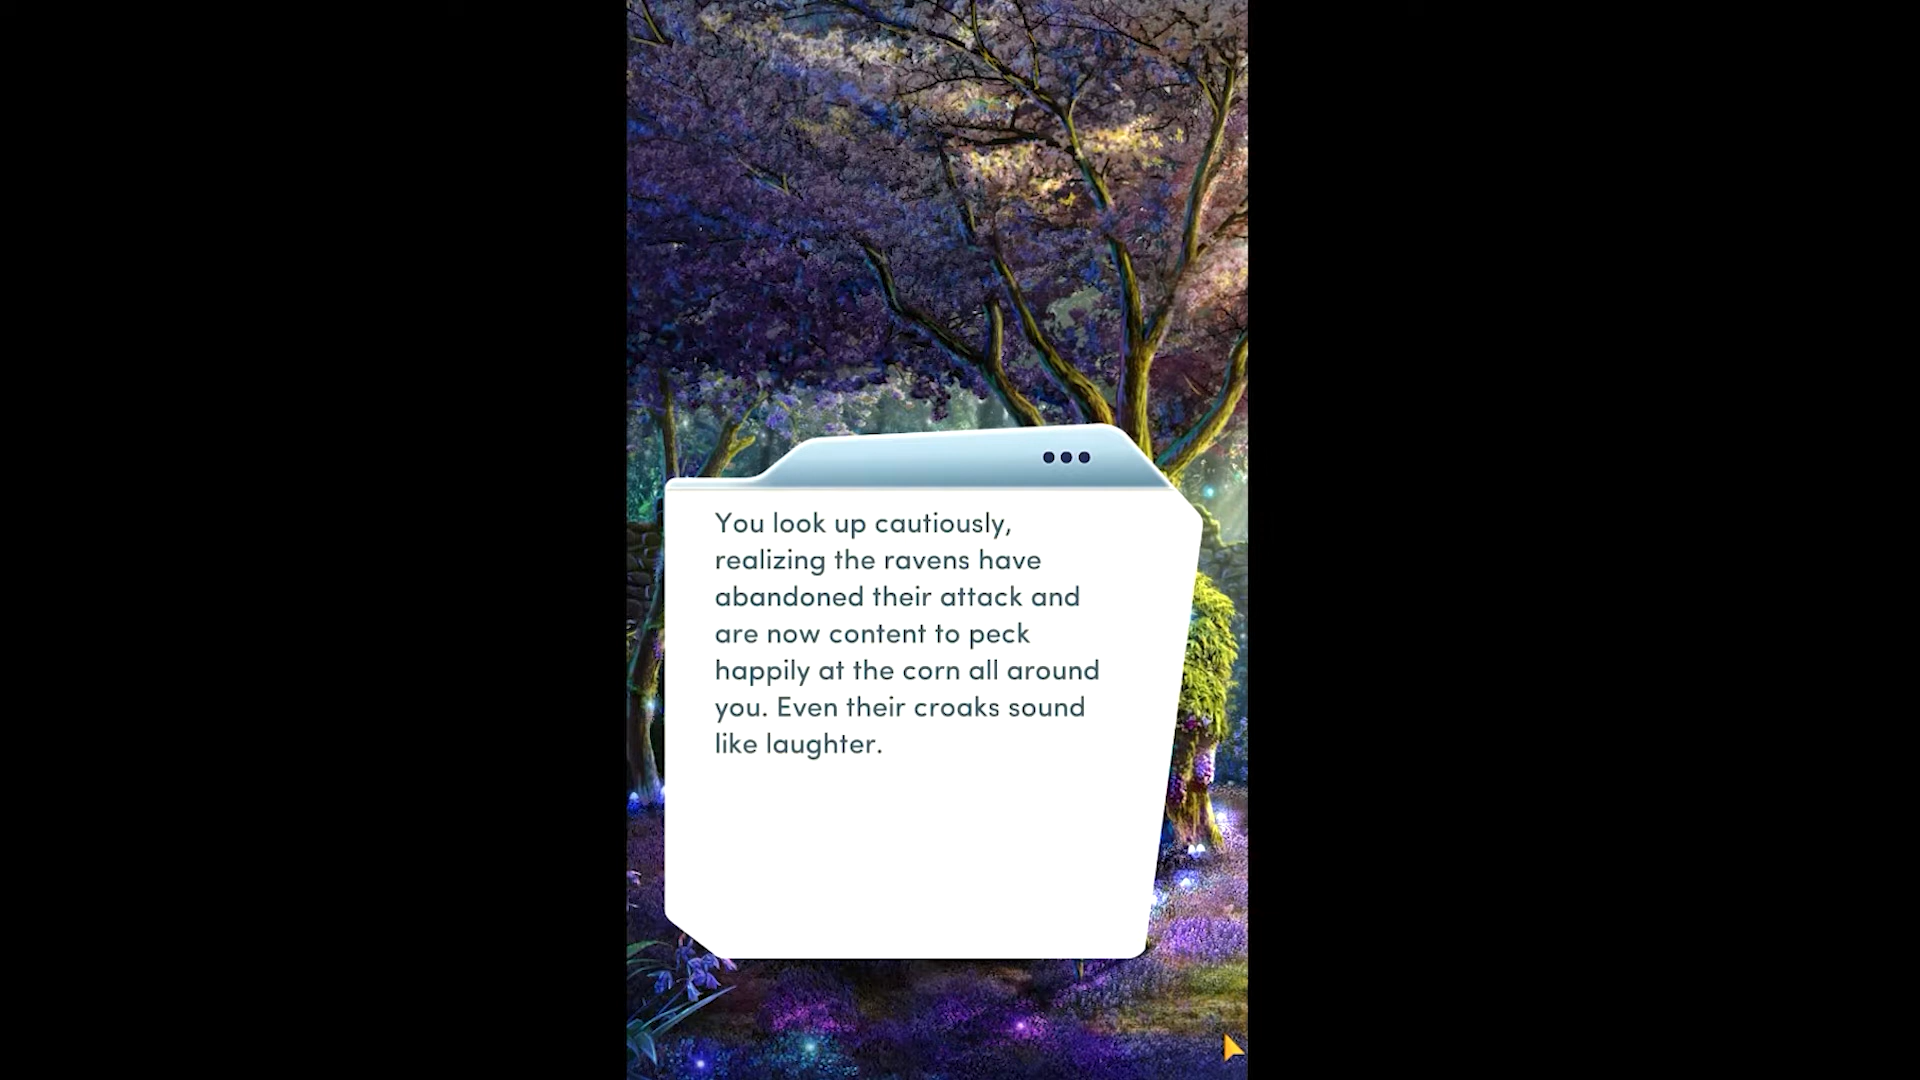 You look up cautiously,
realizing the ravens have
abandoned their attack and
are now content to peck
happily at the corn all around
you. Even their croaks sound
like laughter.